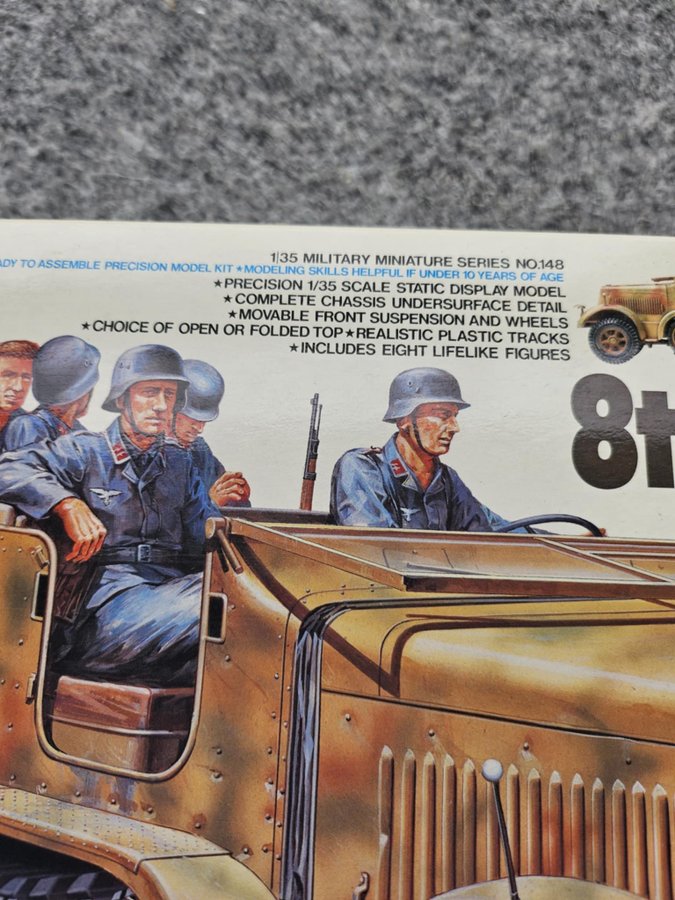 1/35 MILITARY MINIATURE SERIES NO.148
ADY TO ASSEMBLE PRECISION MODEL KIT ★MODELING SKILLS HELPFUL IF UNDER 10 YEARS OF AGE
★PRECISION 1/35 SCALE STATIC DISPLAY MODEL
★COMPLETE CHASSIS UNDERSURFACE DETAIL
★MOVABLE FRONT SUSPENSION AND WHEELS
★CHOICE OF OPEN OR FOLDED TOP★REALISTIC PLASTIC TRACKS
★INCLUDES EIGHT LIFELIKE FIGURES
8t